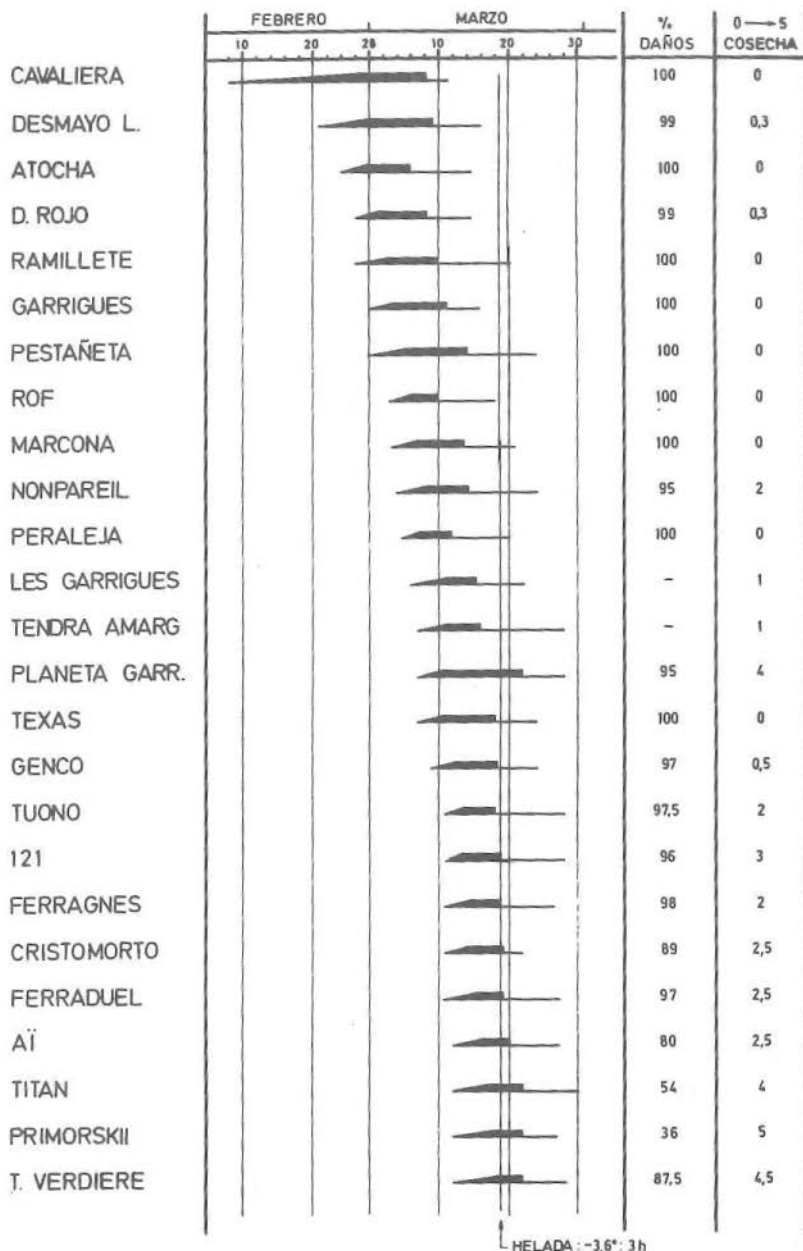 FEBRERO MARZO % 0 → 5
10 20 28 10 20 30 DAÑOS COSECHA
CAVALIERA 100 0
DESMAYO L. 99 0,3
ATOCHA 100 0
D. ROJO 99 0,3
RAMILLETE 100 0
GARRIGUES 100 0
PESTAÑETA 100 0
ROF 100 0
MARCONA 100 0
NONPAREIL 95 2
PERALEJA 100 0
LES GARRIGUES - 1
TENDRA AMARG - 1
PLANETA GARR. 95 4
TEXAS 100 0
GENCO 97 0,5
TUONO 97,5 2
121 96 3
FERRAGNES 98 2
CRISTOMORTO 89 2,5
FERRADUEL 97 2,5
AÏ 80 2,5
TITAN 54 4
PRIMORSKII 36 5
T. VERDIERE 87,5 4,5
HELADA : -3,6° : 3 h